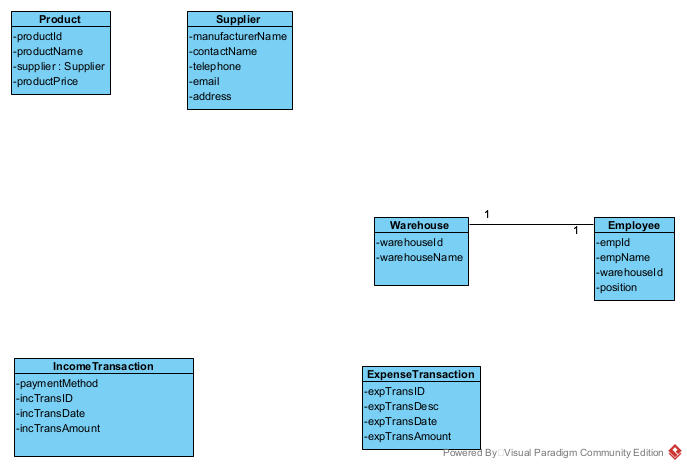 Product
-productId
-productName
-supplier : Supplier
-productPrice
Supplier
-manufacturerName
-contactName
-telephone
-email
-address
1
1
Warehouse
-warehouseId
-warehouseName
Employee
-empId
-empName
-warehouseId
-position
IncomeTransaction
-paymentMethod
-incTransID
-incTransDate
-incTransAmount
ExpenseTransaction
-expTransID
-expTransDesc
-expTransDate
-expTransAmount
Powered By Visual Paradigm Community Edition